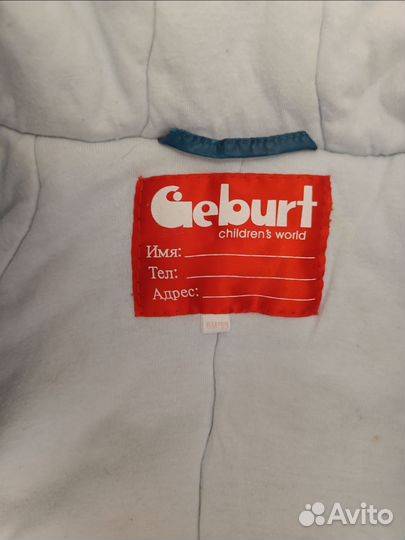 Geburt
children's world
Имя:
Тел:
Адрес:
Avito